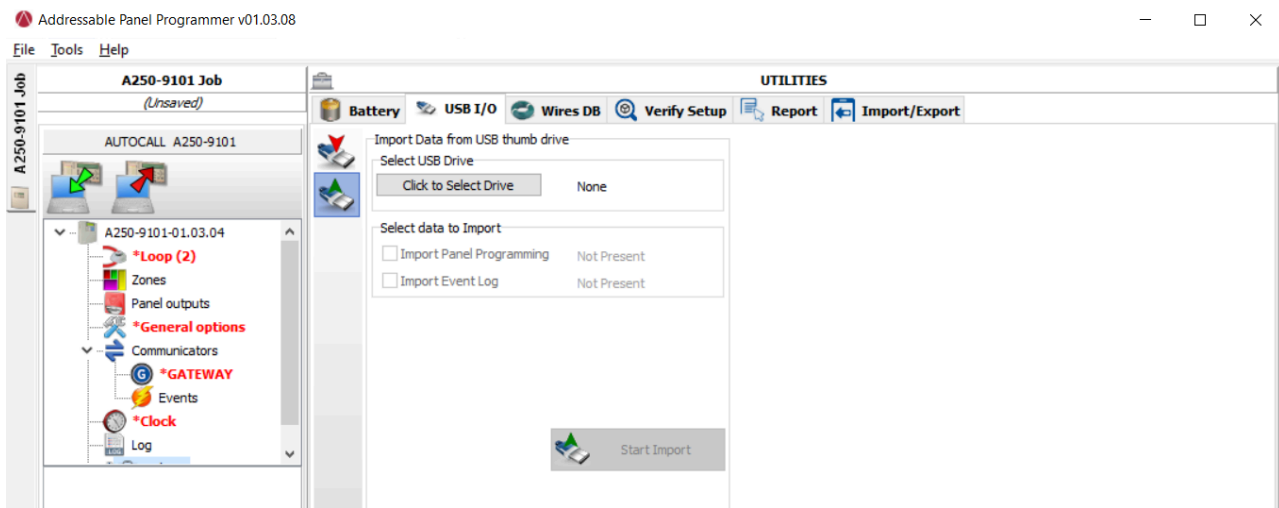 Addressable Panel Programmer v01.03.08
File Tools Help
A250-9101 Job
A250-9101 Job
(Unsaved)
AUTOCALL A250-9101
A250-9101-01.03.04
*Loop (2)
Zones
Panel outputs
*General options
Communicators
G *GATEWAY
Events
*Clock
LOG Log
UTILITIES
Battery USB I/O Wires DB Verify Setup Report Import/Export
Import Data from USB thumb drive
Select USB Drive
Click to Select Drive None
Select data to Import
Import Panel Programming Not Present
Import Event Log Not Present
Start Import